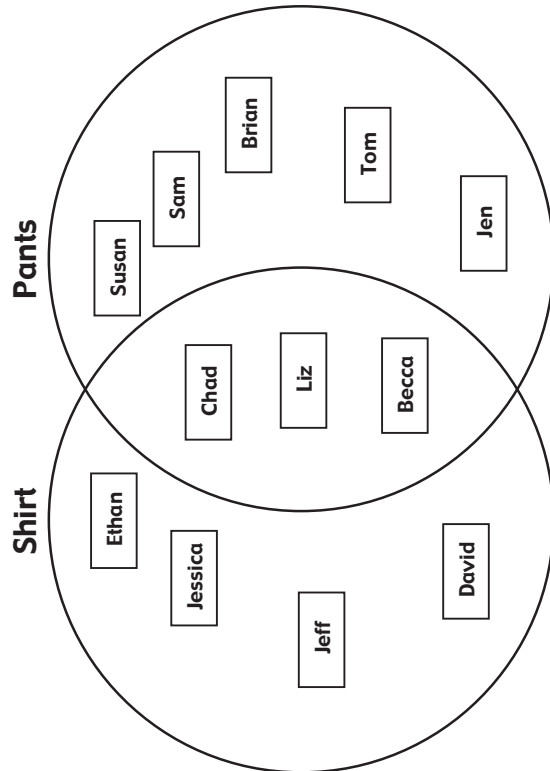 Shirt
Pants
Ethan
Jessica
Jeff
David
Chad
Liz
Becca
Susan
Sam
Brian
Tom
Jen